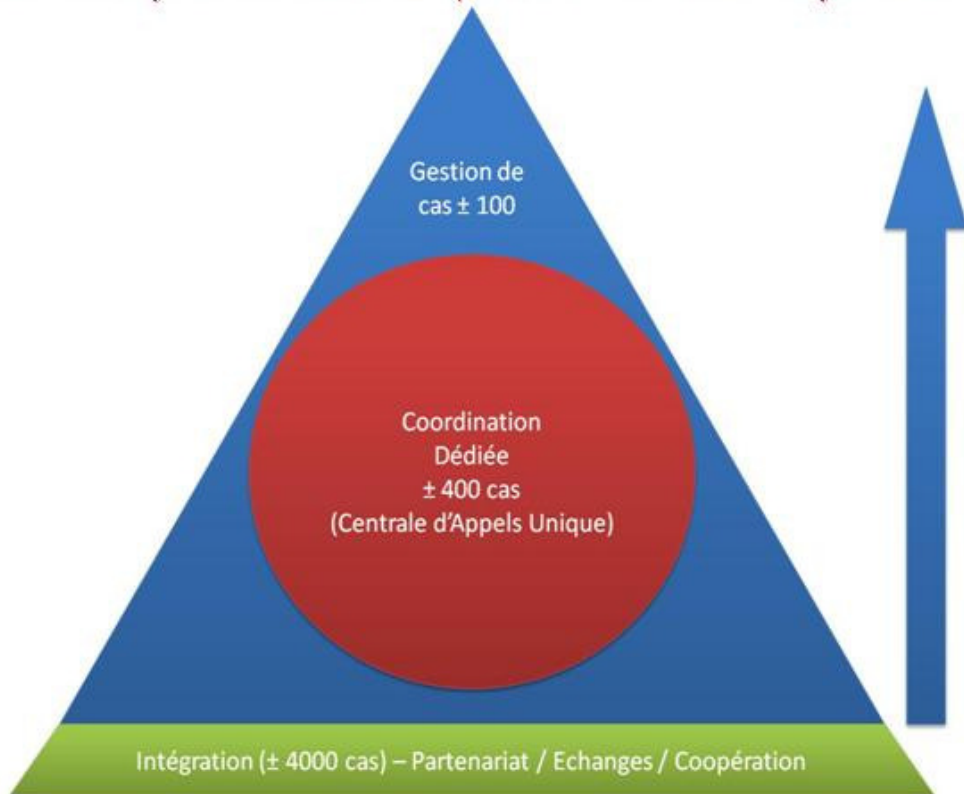 Gestion de
cas ± 100
Coordination
Dédiée
± 400 cas
(Centrale d'Appels Unique)
Intégration (± 4000 cas) – Partenariat / Echanges / Coopération